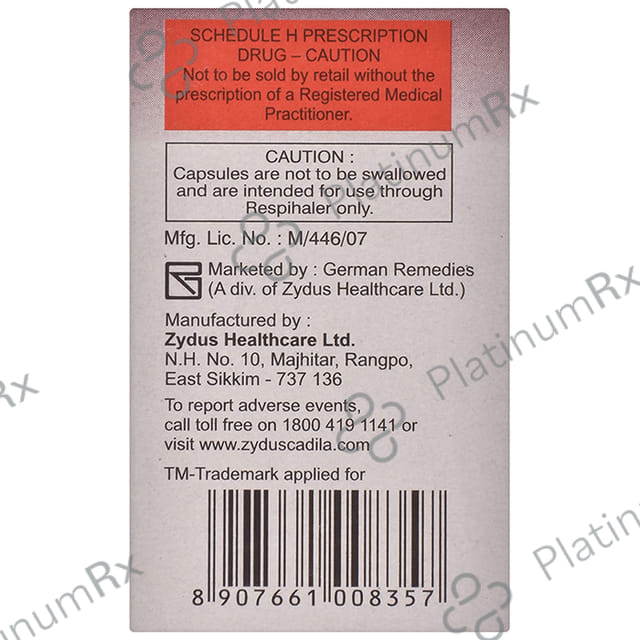 SCHEDULE H PRESCRIPTION
DRUG – CAUTION
Not to be sold by retail without the
prescription of a Registered Medical
Practitioner.
CAUTION :
Capsules are not to be swallowed
and are intended for use through
Respihaler only.
Mfg. Lic. No. : M/446/07
Marketed by : German Remedies
(A div. of Zydus Healthcare Ltd.)
Manufactured by :
Zydus Healthcare Ltd.
N.H. No. 10, Majhitar, Rangpo,
East Sikkim - 737 136
To report adverse events,
call toll free on 1800 419 1141 or
visit www.zyduscadila.com
TM-Trademark applied for
8 907661 008357
PlatinumRx
PlatinumRx
PlatinumRx
PlatinumRx